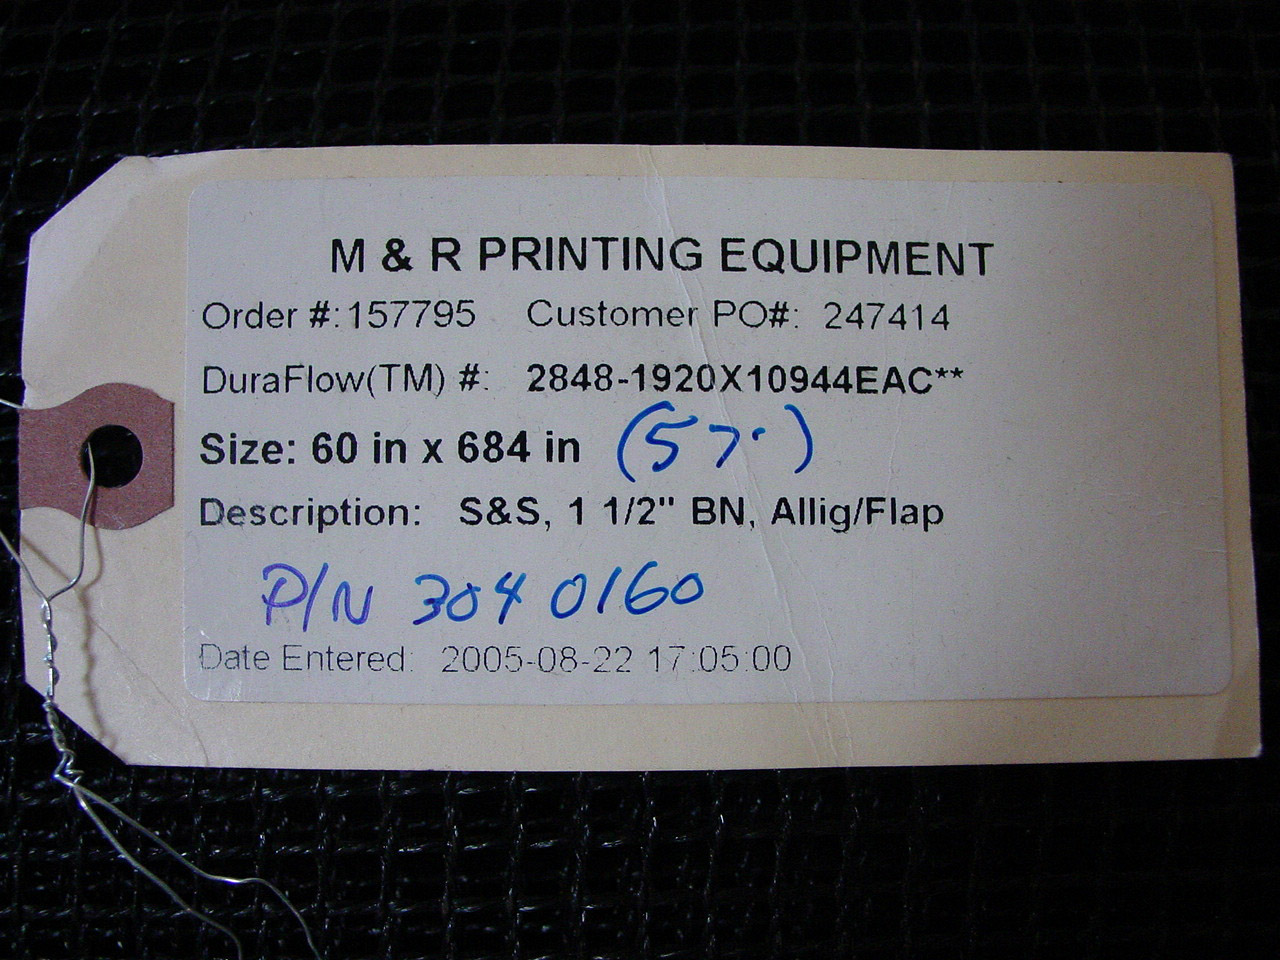 M & R PRINTING EQUIPMENT
Order #: 157795 Customer PO#: 247414
DuraFlow(TM) #: 2848-1920X10944EAC**
Size: 60 in x 684 in (57')
Description: S&S, 1 1/2" BN, Allig/Flap
P/N 3040160
Date Entered: 2005-08-22 17:05:00